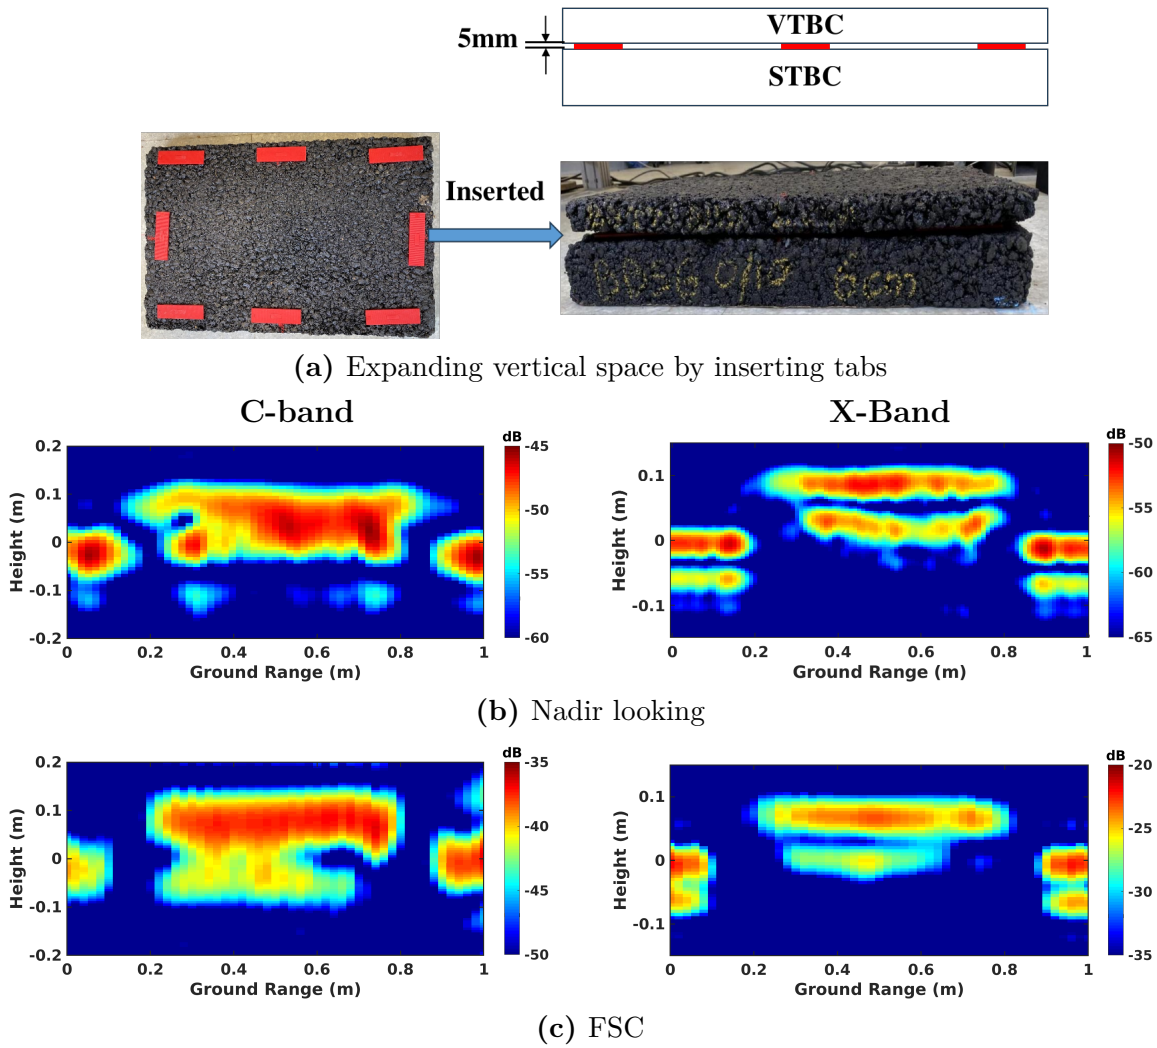 VTBC
5mm
STBC
Inserted
0/12 6cm
(a) Expanding vertical space by inserting tabs
C-band X-Band
dB dB
0.2 0.1 0 -0.1 -0.2
Height (m)
-45 -50 -55 -60
0 0.2 0.4 0.6 0.8 1
Ground Range (m)
0.1 0 -0.1
Height (m)
-50 -55 -60 -65
0 0.2 0.4 0.6 0.8 1
Ground Range (m)
(b) Nadir looking
dB dB
0.2 0.1 0 -0.1 -0.2
Height (m)
-35 -40 -45 -50
0 0.2 0.4 0.6 0.8 1
Ground Range (m)
0.1 0 -0.1
Height (m)
-20 -25 -30 -35
0 0.2 0.4 0.6 0.8 1
Ground Range (m)
(c) FSC